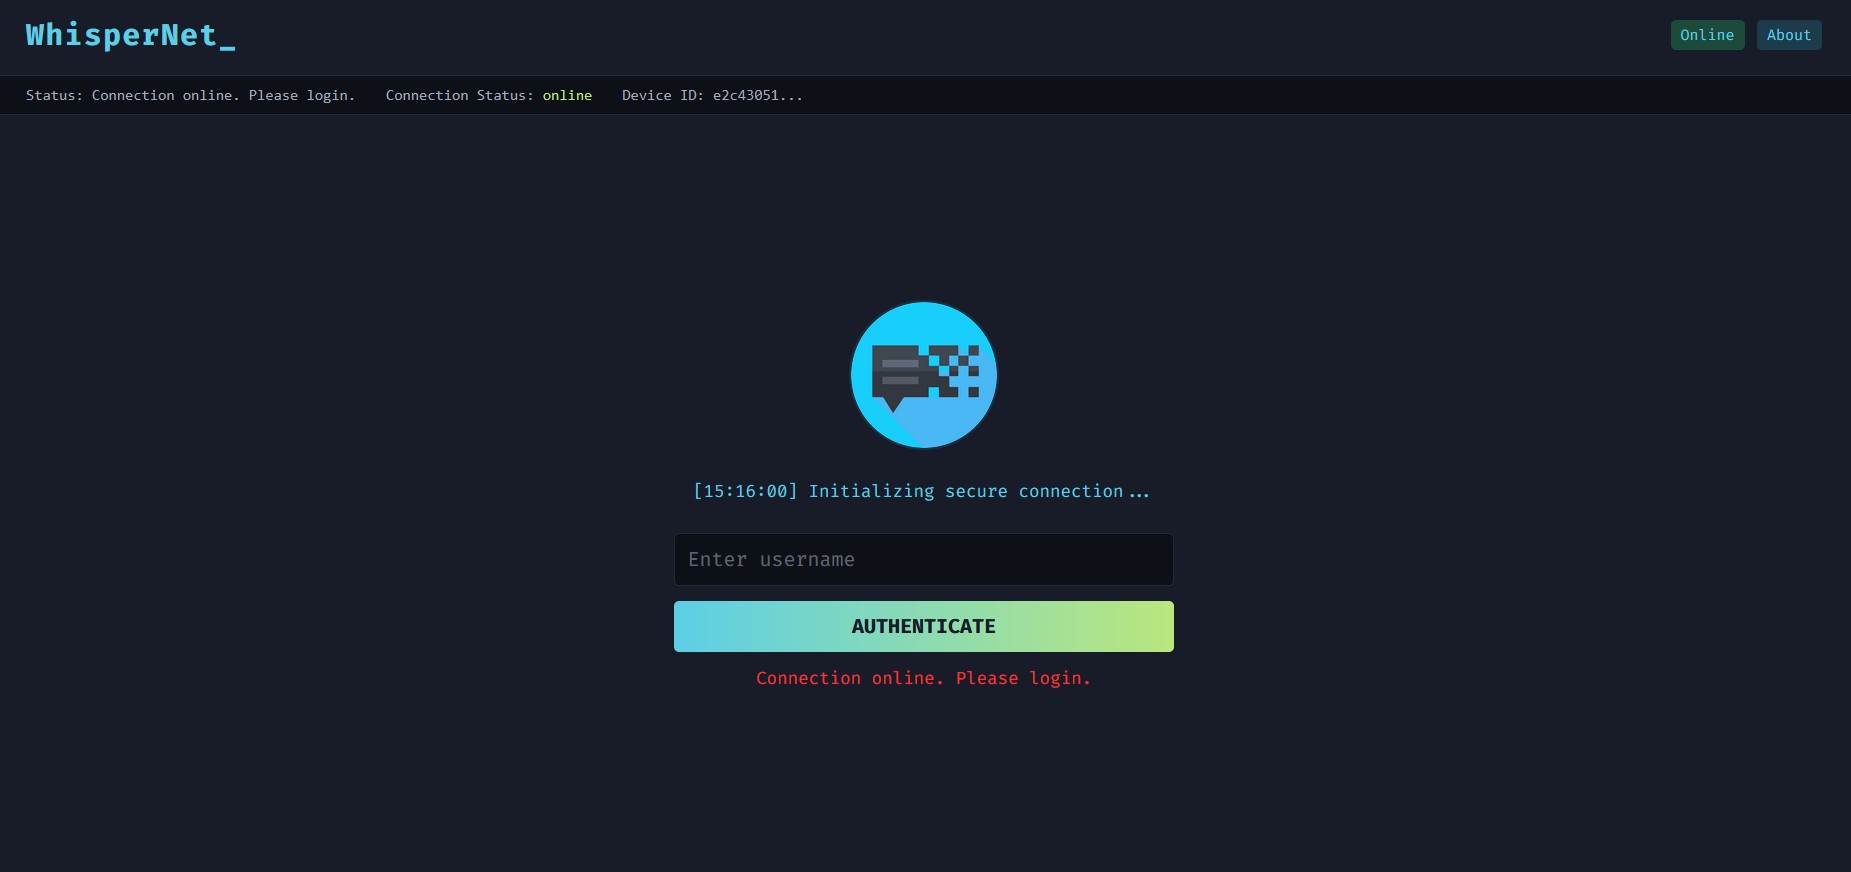 WhisperNet_
Online About
Status: Connection online. Please login. Connection Status: online Device ID: e2c43051...
[15:16:00] Initializing secure connection...
Enter username
AUTHENTICATE
Connection online. Please login.